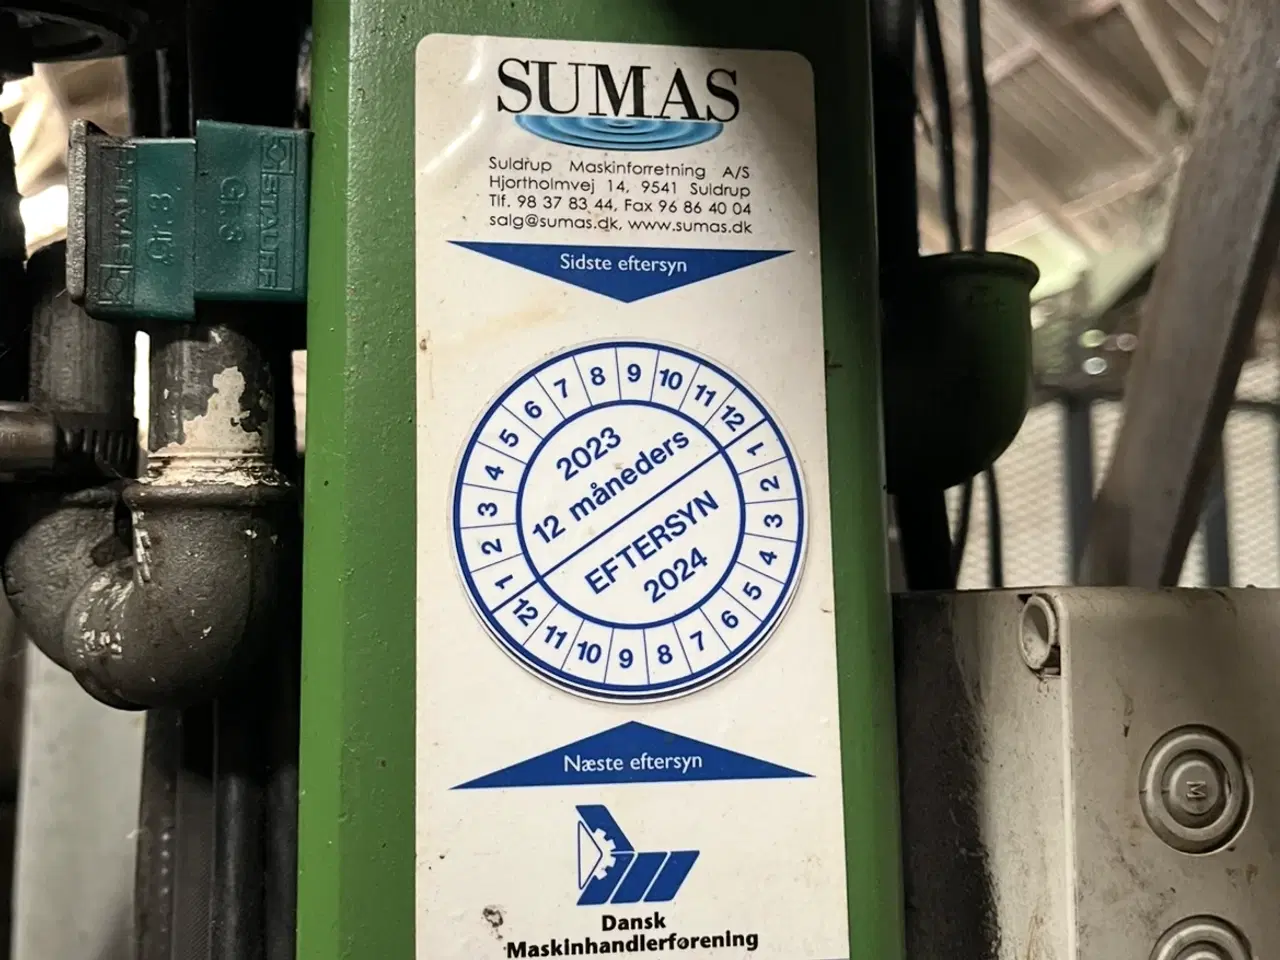 SUMAS
Suldrup Maskinforretning A/S
Hjortholmvej 14, 9541 Suldrup
Tlf. 98 37 83 44, Fax 96 86 40 04
salg@sumas.dk, www.sumas.dk
Sidste eftersyn
1 2 3 4 5 6 7 8 9 10 11 12
2023
12 måneders
EFTERSYN
2024
1 2 3 4 5 6 7 8 9 10 11 12
Næste eftersyn
Dansk
Maskinhandlerforening
STAUFF
Gr. 3
STAUFF
Gr. 3
M